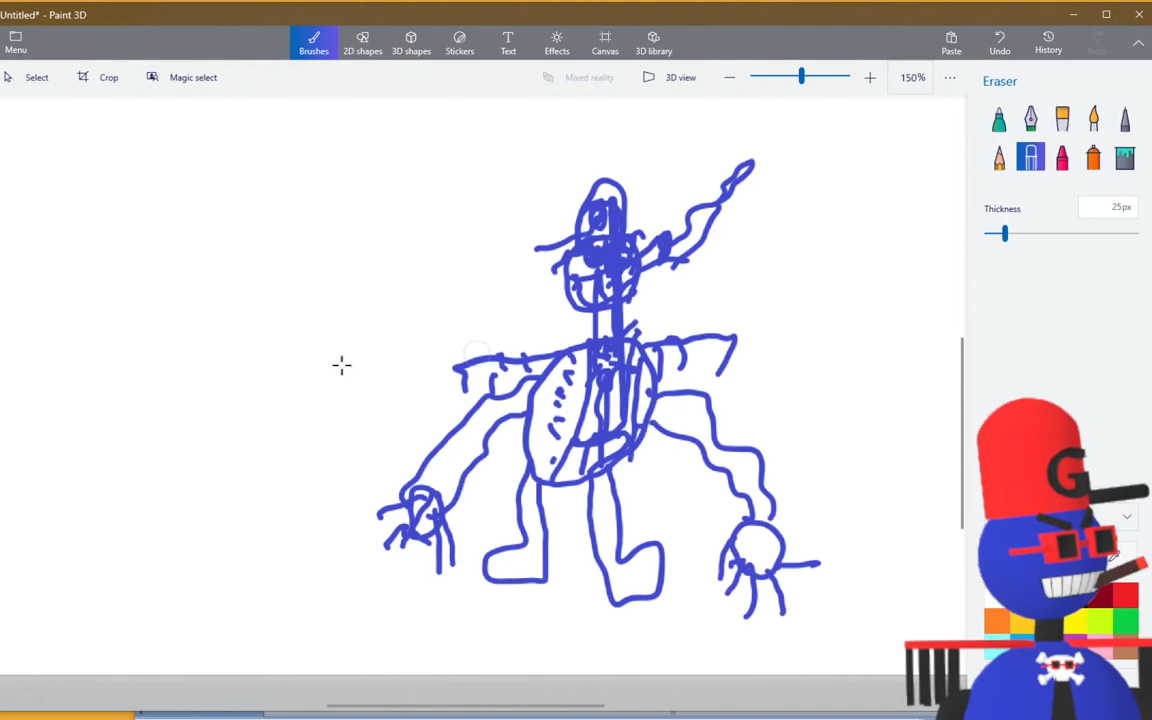 Untitled* - Paint 3D
Menu
Brushes
2D shapes
3D shapes
Stickers
Text
Effects
Canvas
3D library
Paste
Undo
History
Redo
Select
Crop
Magic select
Mixed reality
3D view
150%
Eraser
Thickness
25px
G